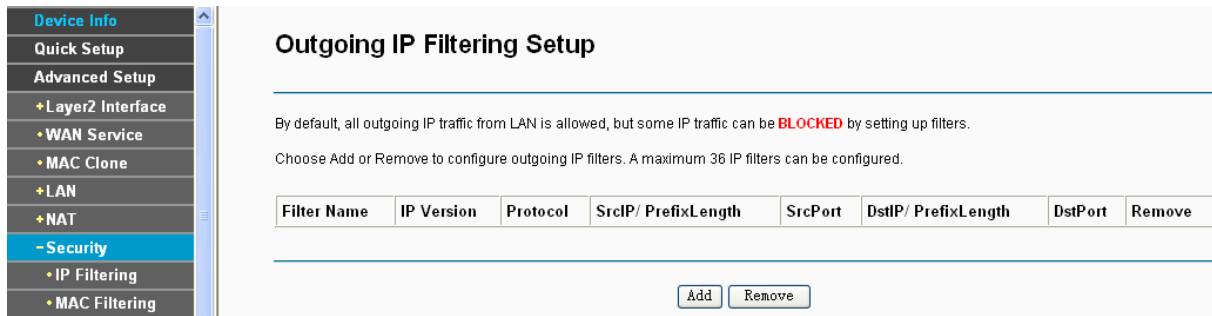 Device Info
Quick Setup
Advanced Setup
+Layer2 Interface
•WAN Service
•MAC Clone
+LAN
+NAT
-Security
•IP Filtering
•MAC Filtering
Outgoing IP Filtering Setup
By default, all outgoing IP traffic from LAN is allowed, but some IP traffic can be BLOCKED by setting up filters.
Choose Add or Remove to configure outgoing IP filters. A maximum 36 IP filters can be configured.
Filter Name IP Version Protocol SrcIP/ PrefixLength SrcPort DstIP/ PrefixLength DstPort Remove
Add Remove